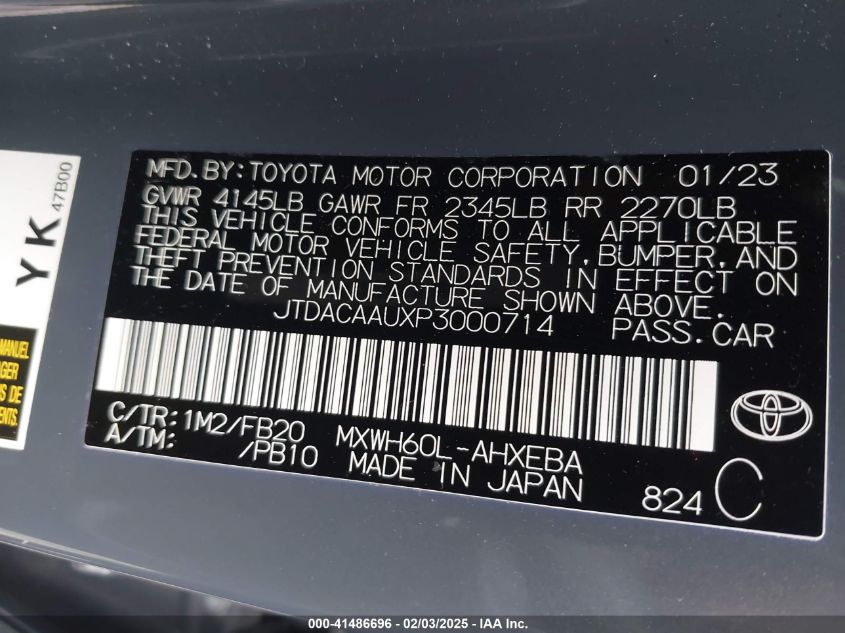 YK
47B00
MANUEL
MFD.BY:TOYOTA MOTOR CORPORATION 01/23
GVWR 4145LB GAWR FR 2345LB RR 2270LB
THIS VEHICLE CONFORMS TO ALL APPLICABLE
FEDERAL MOTOR VEHICLE SAFETY,BUMPER,AND
THEFT PREVENTION STANDARDS IN EFFECT ON
THE DATE OF MANUFACTURE SHOWN ABOVE.
JTDACAAUXP3000714 PASS.CAR
C/TR:1M2/FB20 MXWH60L-AHXEBA
A/TM: /PB10 MADE IN JAPAN
824 C
000-41486696 - 02/03/2025 - IAA Inc.